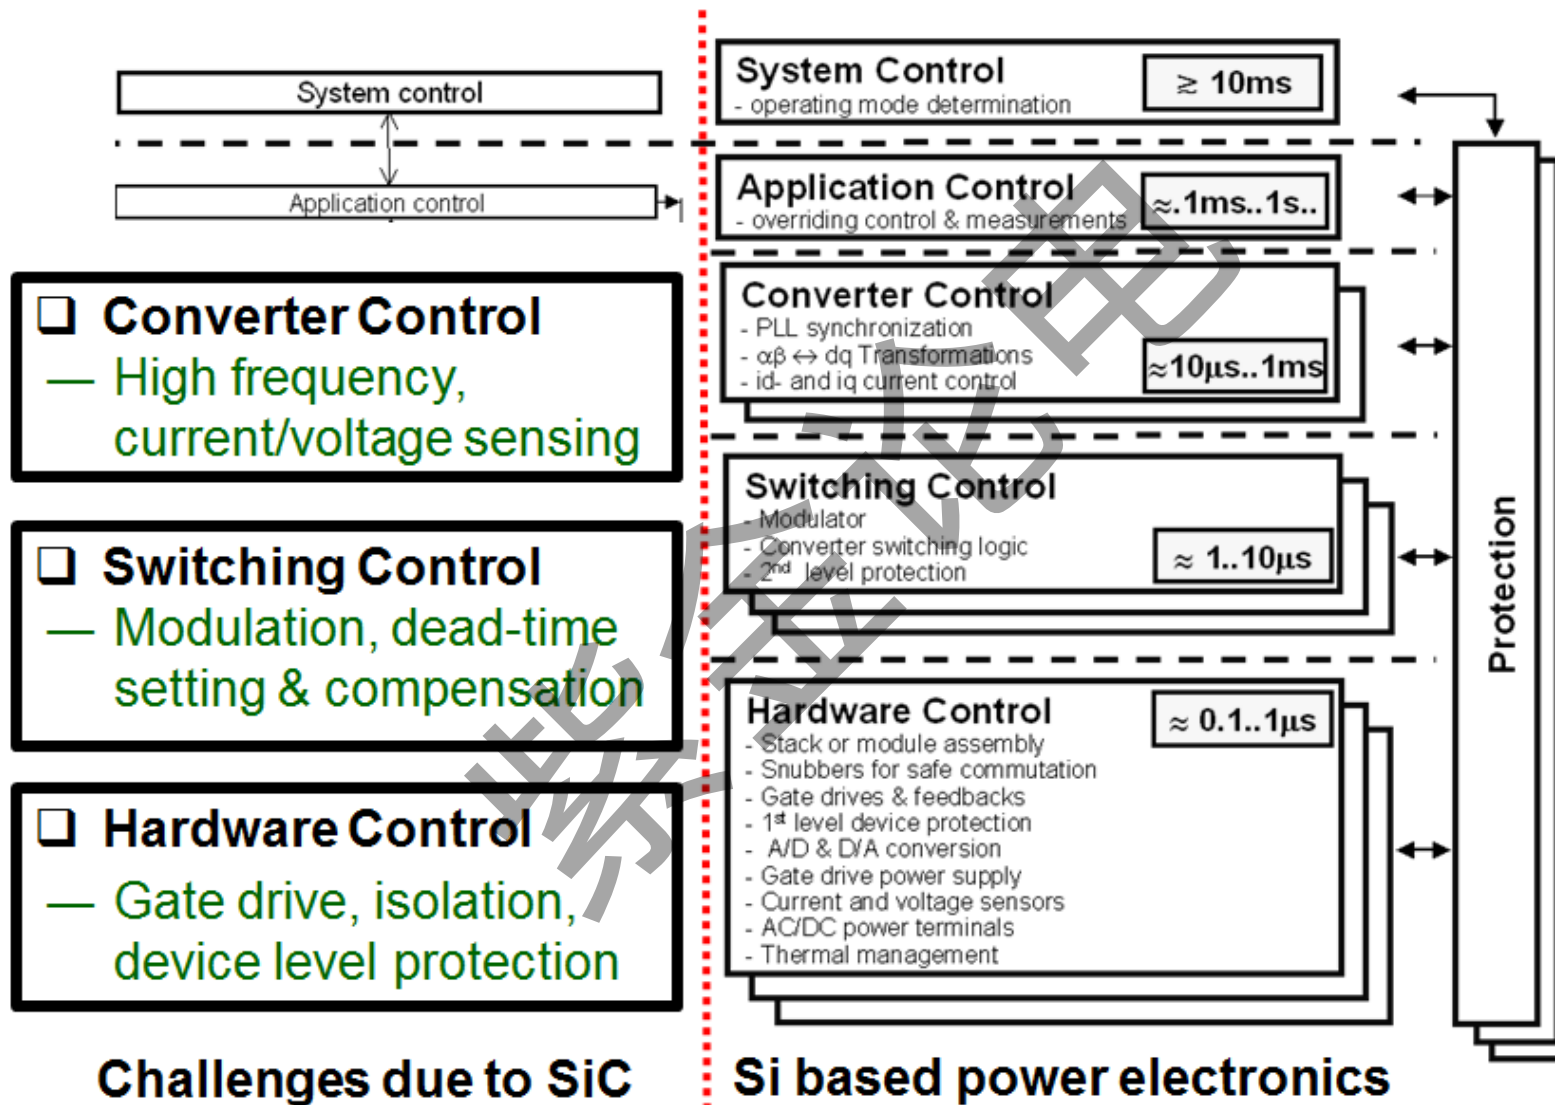 System control
Application control
❑ Converter Control
— High frequency,
current/voltage sensing
❑ Switching Control
— Modulation, dead-time
setting & compensation
❑ Hardware Control
— Gate drive, isolation,
device level protection
Challenges due to SiC
System Control
- operating mode determination
≳ 10ms
Application Control
- overriding control & measurements
≈.1ms..1s..
Converter Control
- PLL synchronization
- αβ ↔ dq Transformations
- id- and iq current control
≈10μs..1ms
Switching Control
- Modulator
- Converter switching logic
- 2nd level protection
≈ 1..10μs
Hardware Control
≈ 0.1..1μs
- Stack or module assembly
- Snubbers for safe commutation
- Gate drives & feedbacks
- 1st level device protection
- A/D & D/A conversion
- Gate drive power supply
- Current and voltage sensors
- AC/DC power terminals
- Thermal management
Protection
Si based power electronics
紫金论电